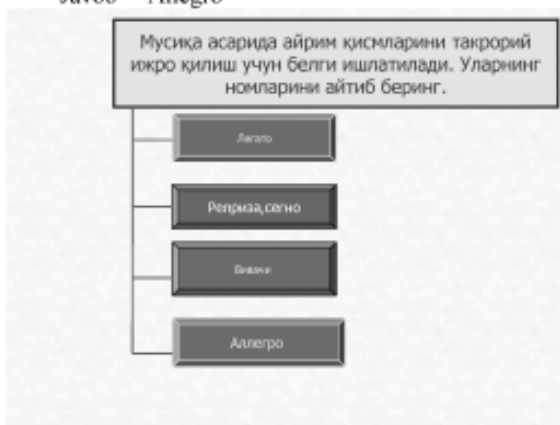 Мусиқа асарида айрим қисмларини такрорий
ижро қилиш учун белги ишлатилади. Уларнинг
номларини айтиб беринг.
Легато
Реприза,сегно
Виваче
Аллегро